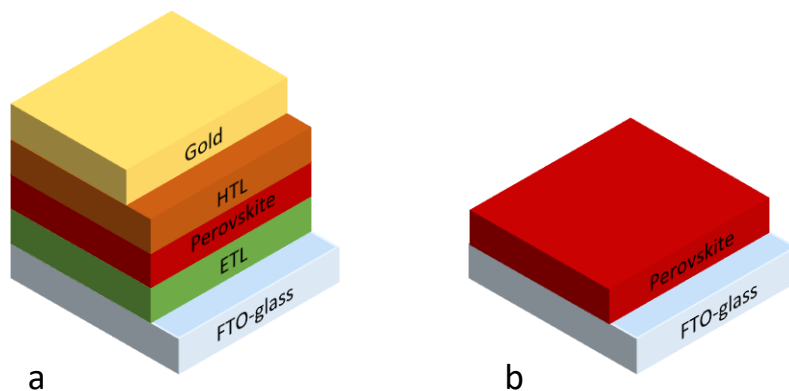 Gold
HTL
Perovskite
ETL
FTO-glass
a
Perovskite
FTO-glass
b